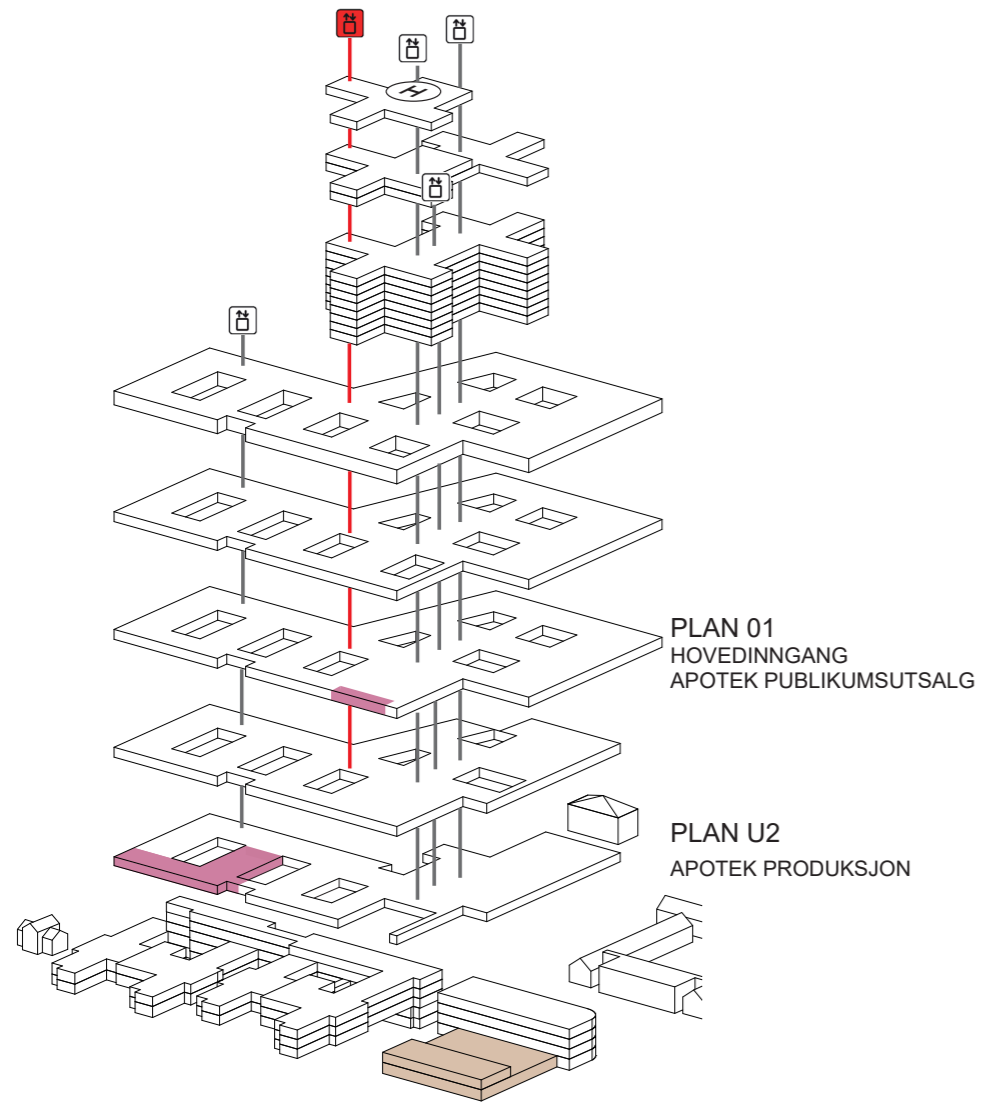 H
PLAN 01
HOVEDINNGANG
APOTEK PUBLIKUMSUTSALG
PLAN U2
APOTEK PRODUKSJON